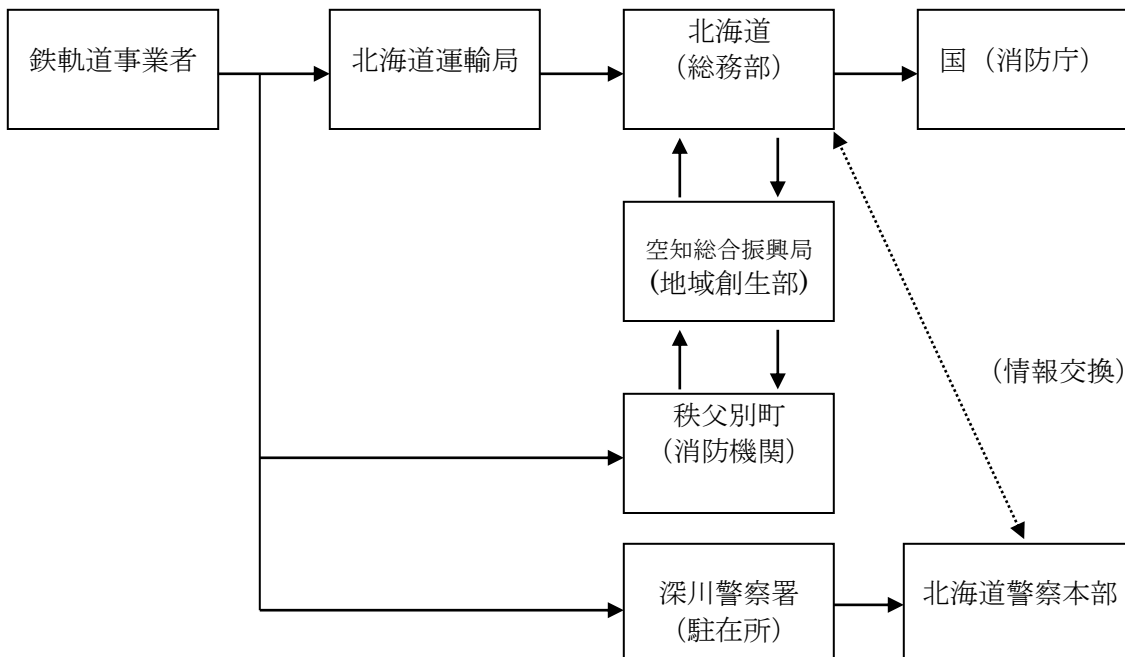 鉄軌道事業者
北海道運輸局
北海道
(総務部)
国(消防庁)
空知総合振興局
(地域創生部)
(情報交換)
秩父別町
(消防機関)
深川警察署
(駐在所)
北海道警察本部